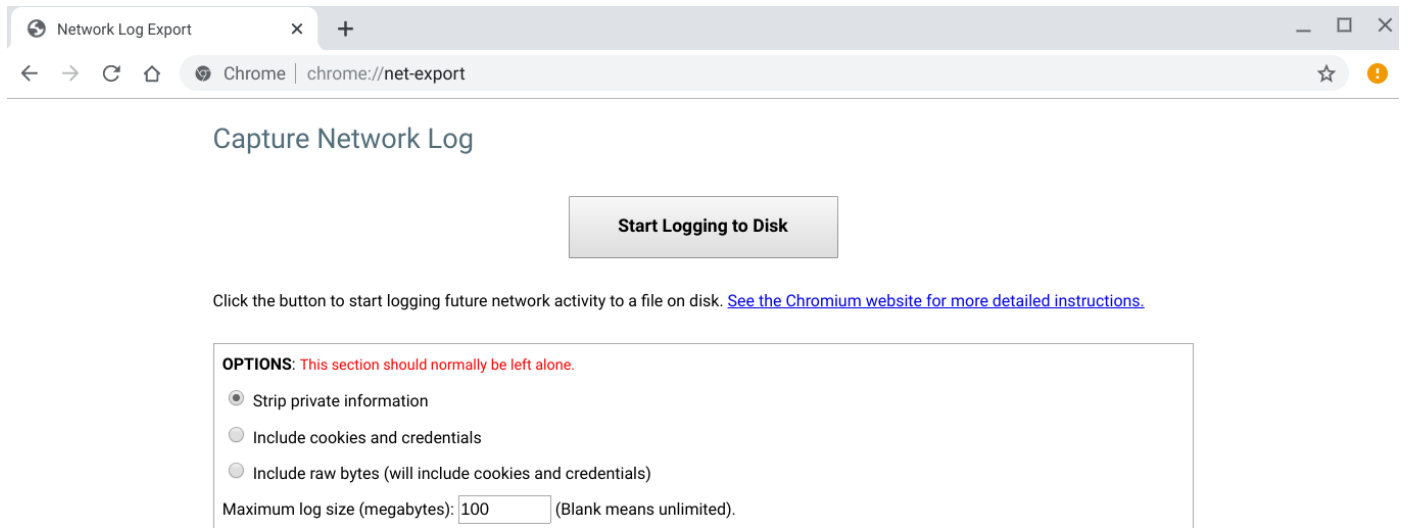 Network Log Export
Chrome | chrome://net-export
Capture Network Log
Start Logging to Disk
Click the button to start logging future network activity to a file on disk. See the Chromium website for more detailed instructions.
OPTIONS: This section should normally be left alone.
Strip private information
Include cookies and credentials
Include raw bytes (will include cookies and credentials)
Maximum log size (megabytes): 100 (Blank means unlimited).